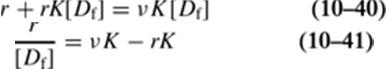 r + rK[D_f] = νK[D_f] (10–40)
r/[D_f] = νK − rK (10–41)